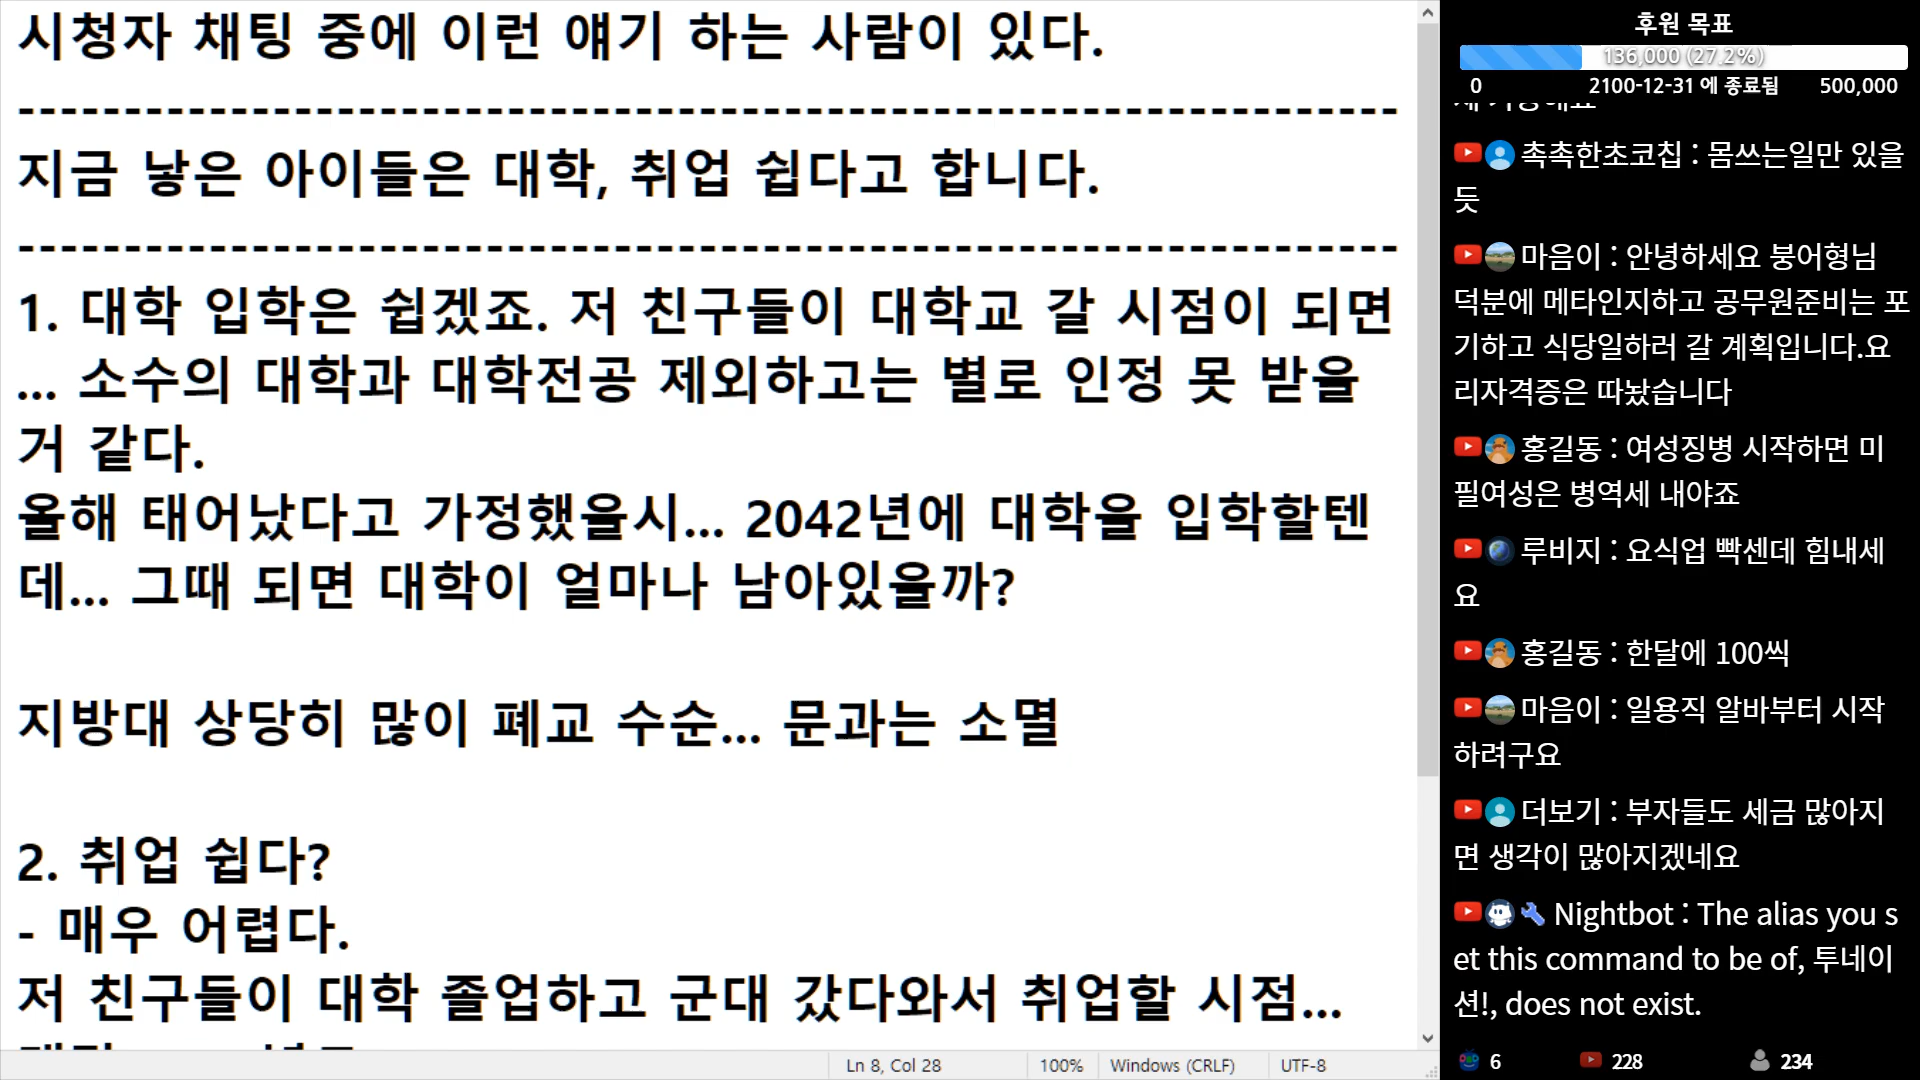 시청자 채팅 중에 이런 얘기 하는 사람이 있다.
--------------------------------------------------------------
지금 낳은 아이들은 대학, 취업 쉽다고 합니다.
--------------------------------------------------------------
1. 대학 입학은 쉽겠죠. 저 친구들이 대학교 갈 시점이 되면
... 소수의 대학과 대학전공 제외하고는 별로 인정 못 받을
거 같다.
올해 태어났다고 가정했을시... 2042년에 대학을 입학할텐
데... 그때 되면 대학이 얼마나 남아있을까?
지방대 상당히 많이 폐교 수순... 문과는 소멸
2. 취업 쉽다?
- 매우 어렵다.
저 친구들이 대학 졸업하고 군대 갔다와서 취업할 시점...
Ln 8, Col 28
100%
Windows (CRLF)
UTF-8
후원 목표
136,000 (27.2%)
0 2100-12-31 에 종료됨 500,000
촉촉한초코칩 : 몸쓰는일만 있을
듯
마음이 : 안녕하세요 붕어형님
덕분에 메타인지하고 공무원준비는 포
기하고 식당일하러 갈 계획입니다.요
리자격증은 따놨습니다
홍길동 : 여성징병 시작하면 미
필여성은 병역세 내야죠
루비지 : 요식업 빡센데 힘내세
요
홍길동 : 한달에 100씩
마음이 : 일용직 알바부터 시작
하려구요
더보기 : 부자들도 세금 많아지
면 생각이 많아지겠네요
Nightbot : The alias you s
et this command to be of, 투네이
션!, does not exist.
6 228 234